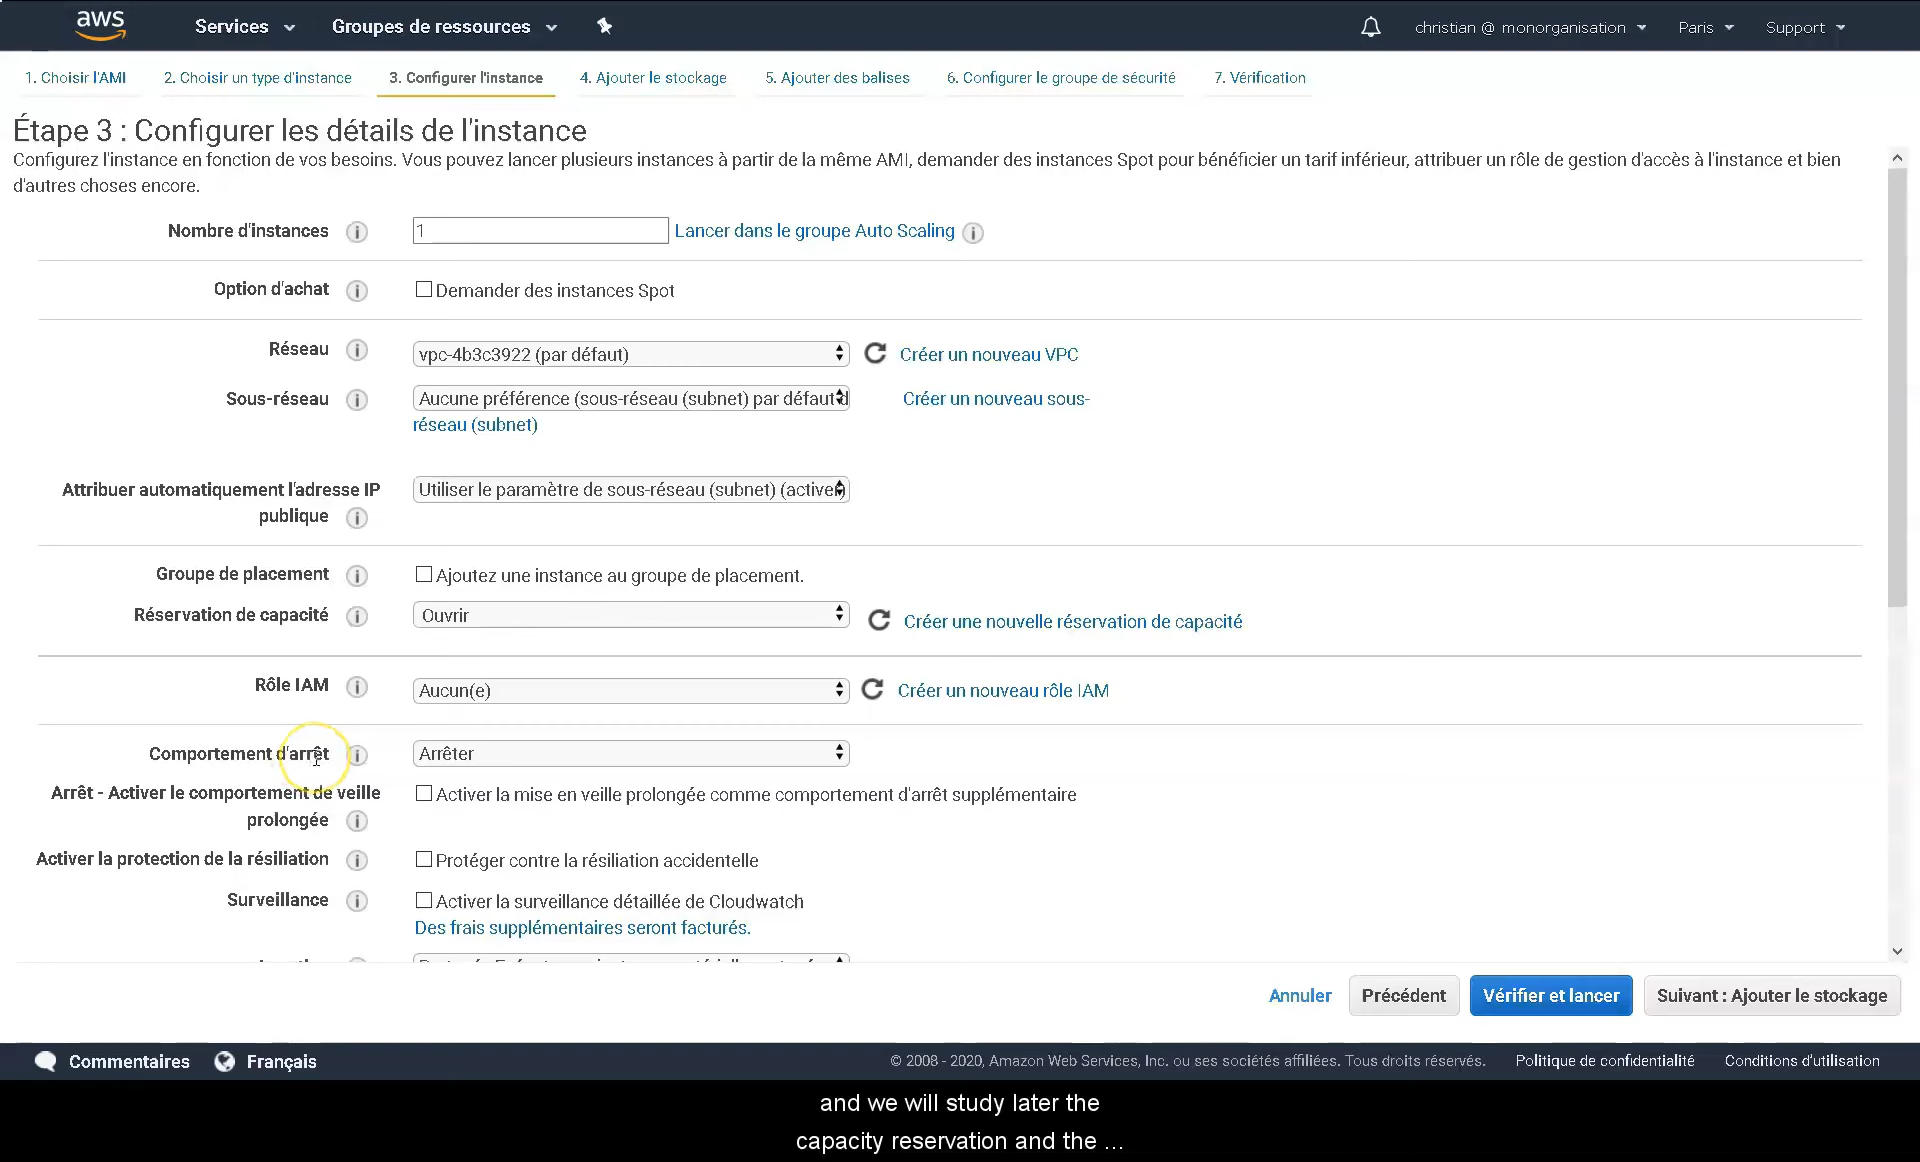 aws Services Groupes de ressources christian @ monorganisation Paris Support
1. Choisir l'AMI 2. Choisir un type d'instance 3. Configurer l'instance 4. Ajouter le stockage 5. Ajouter des balises 6. Configurer le groupe de sécurité 7. Vérification
Étape 3 : Configurer les détails de l'instance
Configurez l'instance en fonction de vos besoins. Vous pouvez lancer plusieurs instances à partir de la même AMI, demander des instances Spot pour bénéficier un tarif inférieur, attribuer un rôle de gestion d'accès à l'instance et bien
d'autres choses encore.
Nombre d'instances 1 Lancer dans le groupe Auto Scaling
Option d'achat Demander des instances Spot
Réseau vpc-4b3c3922 (par défaut) Créer un nouveau VPC
Sous-réseau Aucune préférence (sous-réseau (subnet) par défaut d Créer un nouveau sous-
réseau (subnet)
Attribuer automatiquement l'adresse IP Utiliser le paramètre de sous-réseau (subnet) (activer)
publique
Groupe de placement Ajoutez une instance au groupe de placement.
Réservation de capacité Ouvrir Créer une nouvelle réservation de capacité
Rôle IAM Aucun(e) Créer un nouveau rôle IAM
Comportement d'arrêt Arrêter
Arrêt - Activer le comportement de veille Activer la mise en veille prolongée comme comportement d'arrêt supplémentaire
prolongée
Activer la protection de la résiliation Protéger contre la résiliation accidentelle
Surveillance Activer la surveillance détaillée de Cloudwatch
Des frais supplémentaires seront facturés.
Annuler Précédent Vérifier et lancer Suivant : Ajouter le stockage
Commentaires Français © 2008 - 2020, Amazon Web Services, Inc. ou ses sociétés affiliées. Tous droits réservés. Politique de confidentialité Conditions d'utilisation
and we will study later the
capacity reservation and the ...